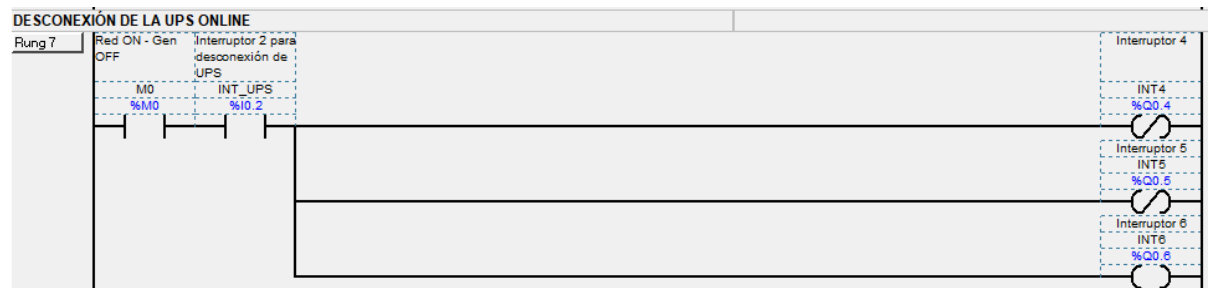 DESCONEXIÓN DE LA UPS ONLINE
Rung 7
Red ON - Gen
OFF
M0
%M0
Interruptor 2 para
desconexión de
UPS
INT_UPS
%I0.2
Interruptor 4
INT4
%Q0.4
Interruptor 5
INT5
%Q0.5
Interruptor 6
INT6
%Q0.6